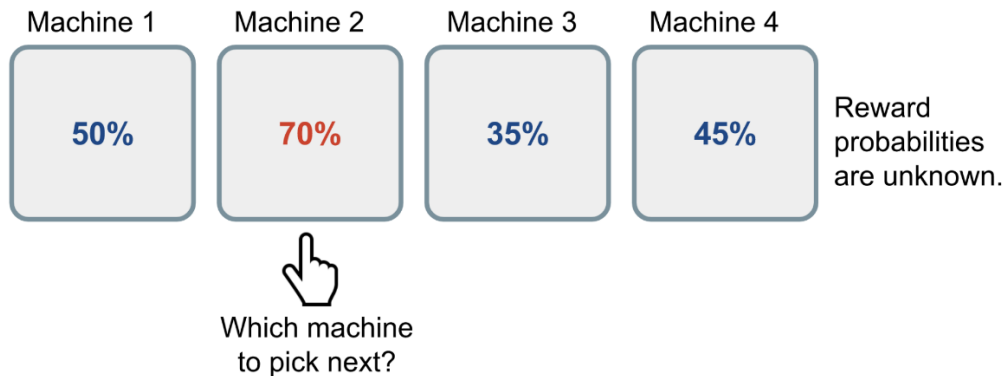 Machine 1
Machine 2
Machine 3
Machine 4
50%
70%
35%
45%
Reward
probabilities
are unknown.
Which machine
to pick next?